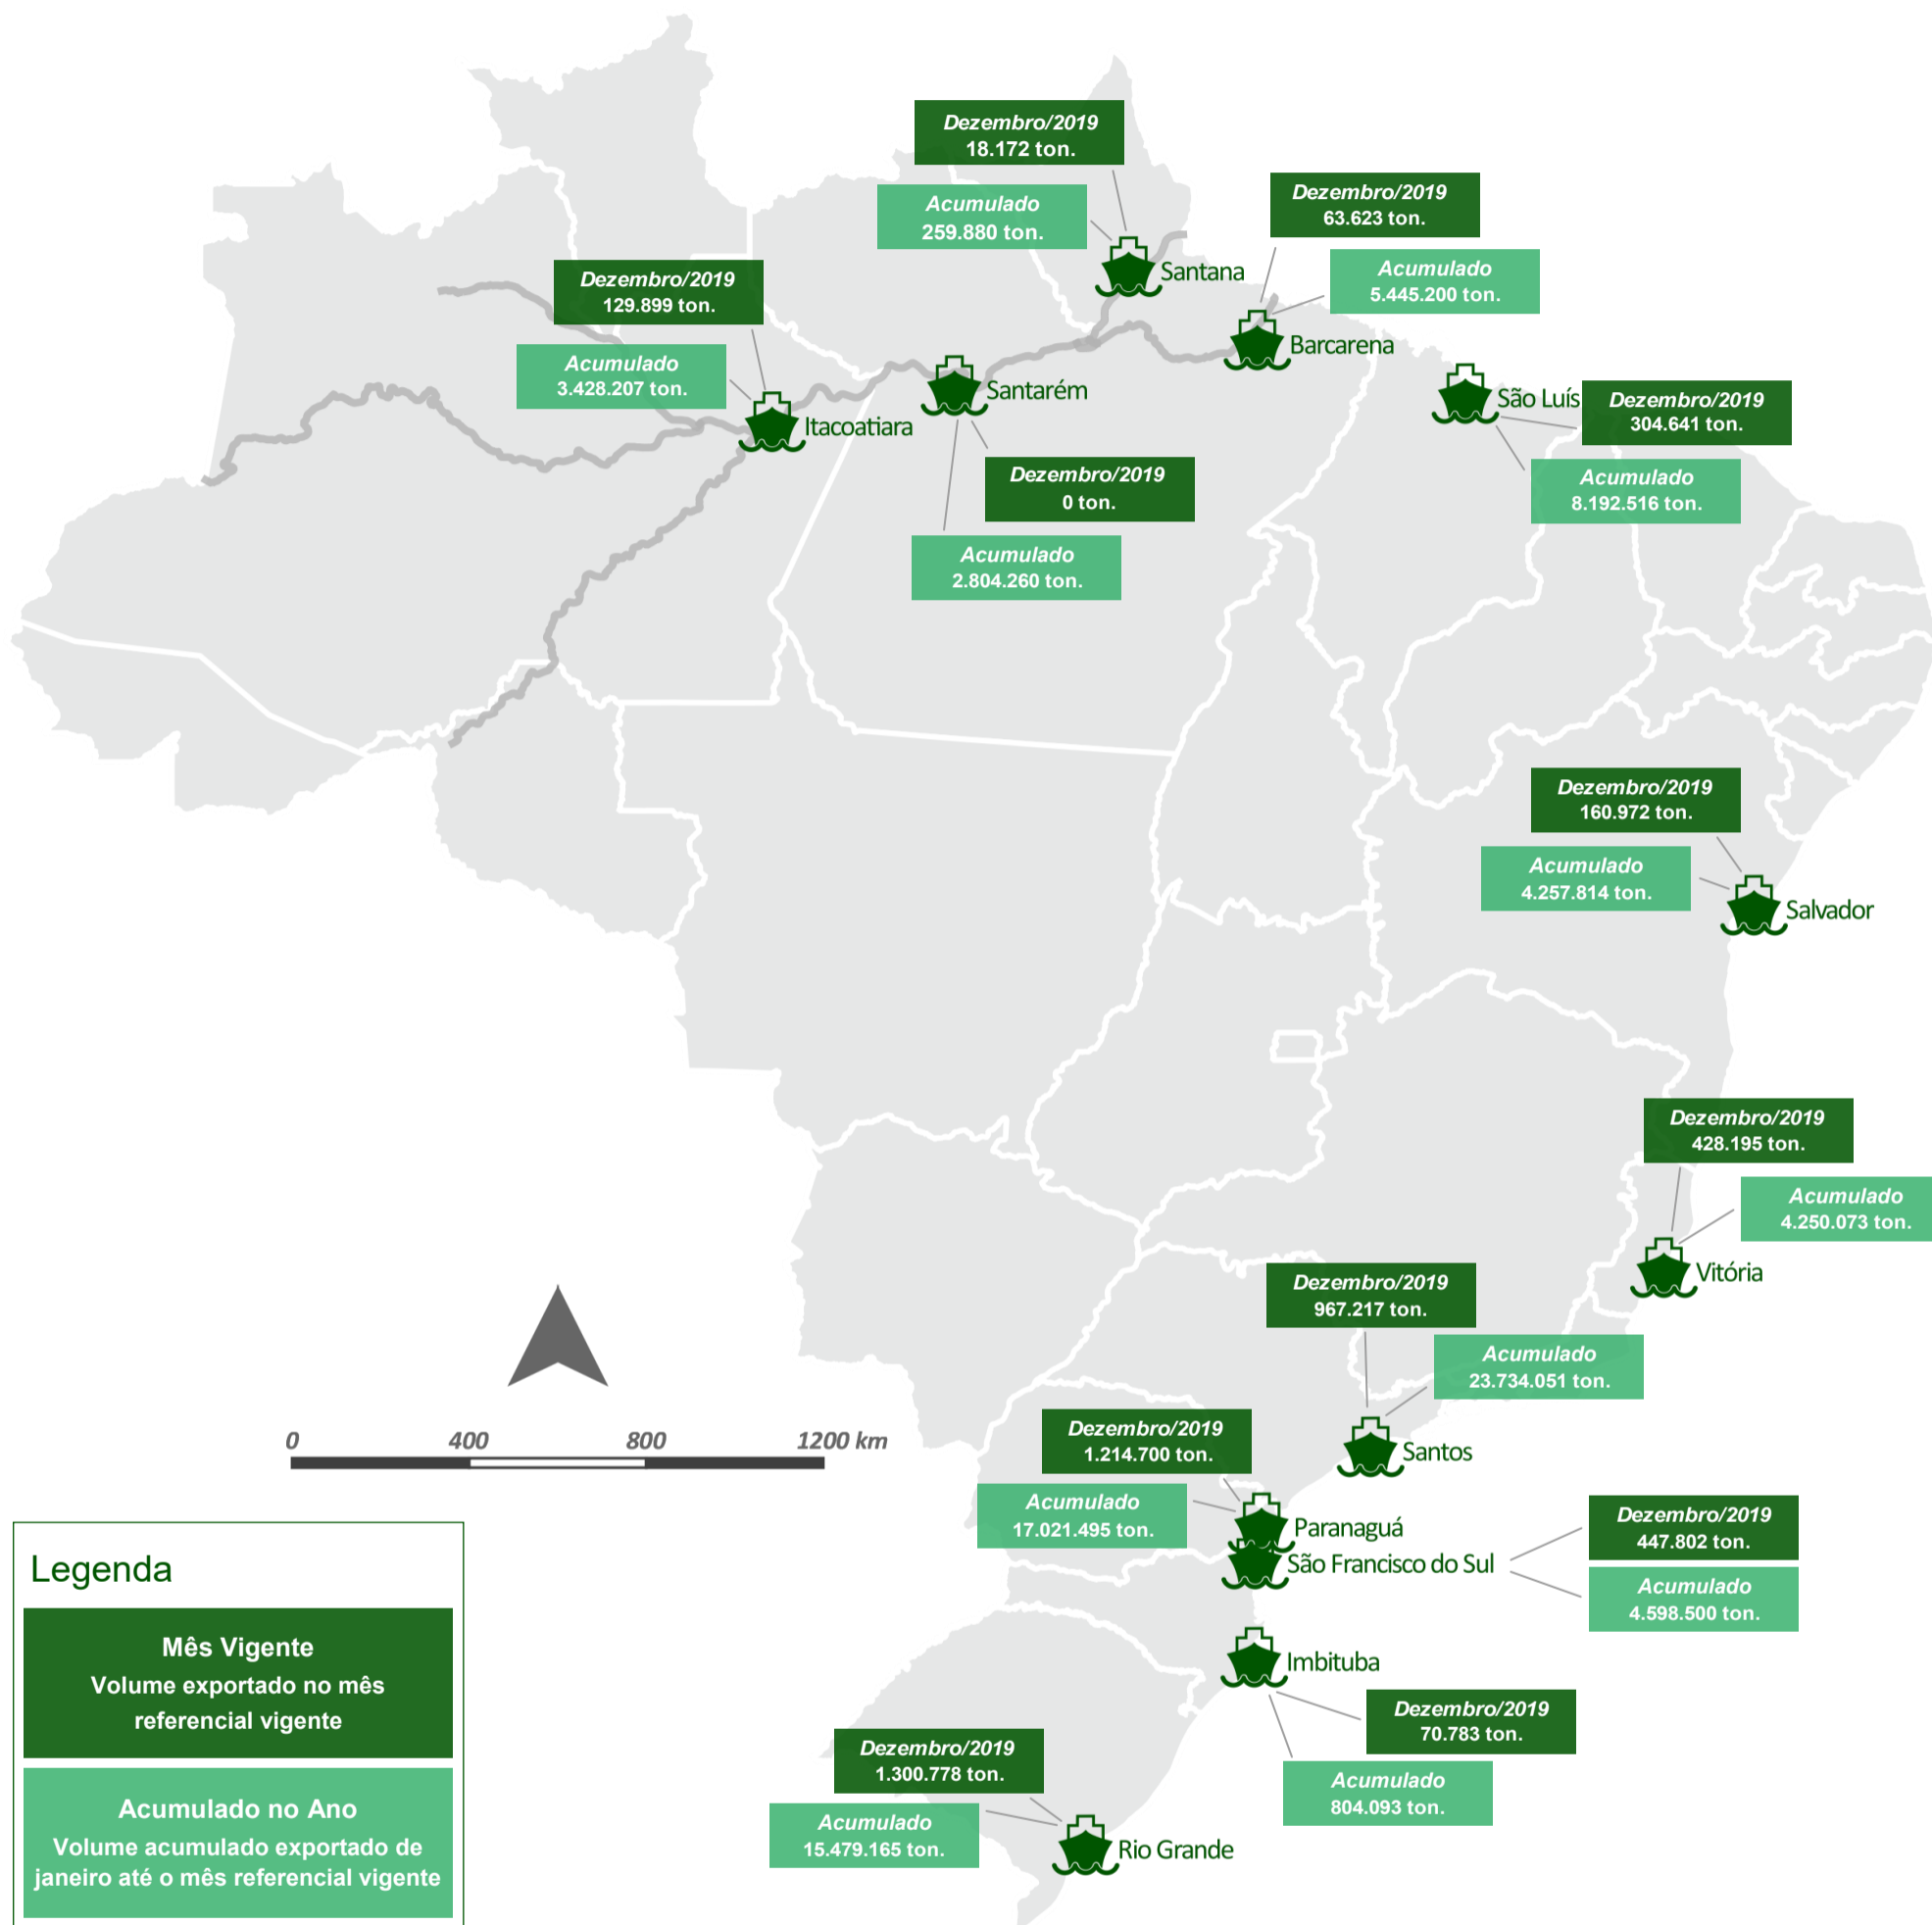 Dezembro/2019
18.172 ton.
Acumulado
259.880 ton.
Santana
Dezembro/2019
63.623 ton.
Acumulado
5.445.200 ton.
Barcarena
Dezembro/2019
129.899 ton.
Acumulado
3.428.207 ton.
Itacoatiara
Santarém
Dezembro/2019
0 ton.
Acumulado
2.804.260 ton.
São Luís
Dezembro/2019
304.641 ton.
Acumulado
8.192.516 ton.
Dezembro/2019
160.972 ton.
Acumulado
4.257.814 ton.
Salvador
Dezembro/2019
428.195 ton.
Acumulado
4.250.073 ton.
Vitória
Dezembro/2019
967.217 ton.
Acumulado
23.734.051 ton.
Santos
Dezembro/2019
1.214.700 ton.
Acumulado
17.021.495 ton.
Paranaguá
São Francisco do Sul
Dezembro/2019
447.802 ton.
Acumulado
4.598.500 ton.
Imbituba
Dezembro/2019
70.783 ton.
Acumulado
804.093 ton.
Dezembro/2019
1.300.778 ton.
Acumulado
15.479.165 ton.
Rio Grande
0 400 800 1200 km
Legenda
Mês Vigente
Volume exportado no mês
referencial vigente
Acumulado no Ano
Volume acumulado exportado de
janeiro até o mês referencial vigente